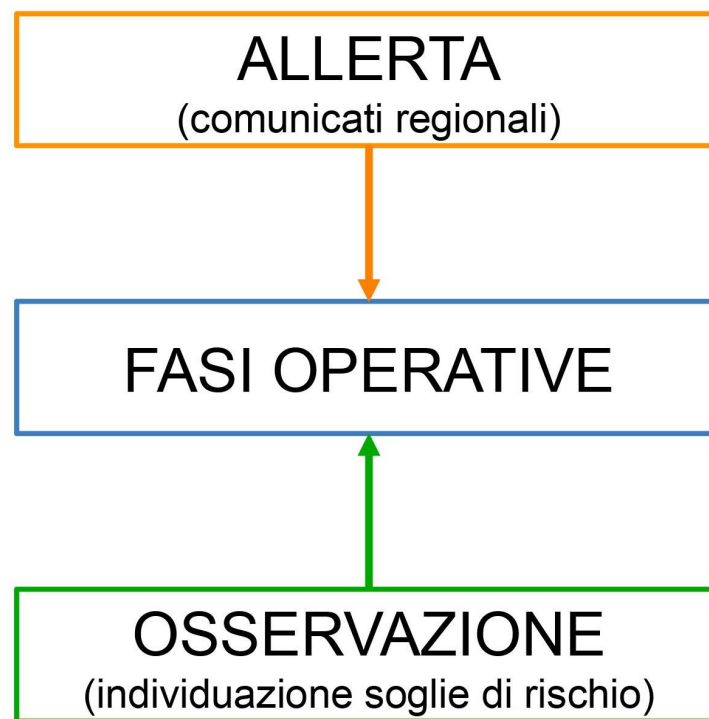 ALLERTA
(comunicati regionali)
FASI OPERATIVE
OSSERVAZIONE
(individuazione soglie di rischio)